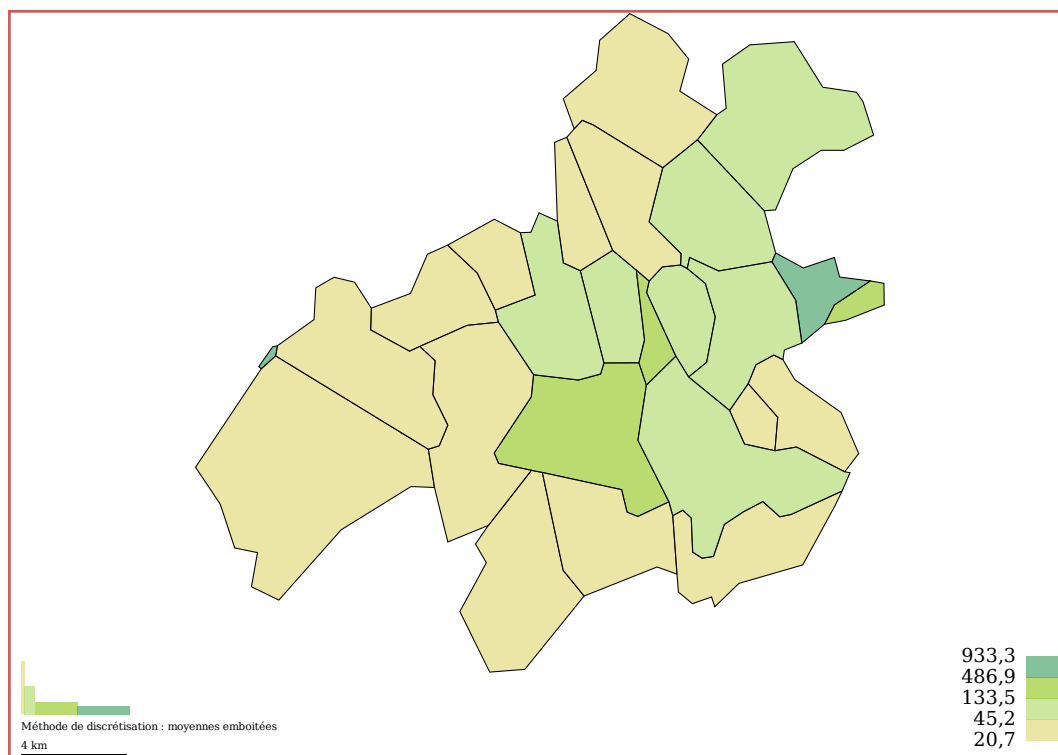 933,3
486,9
133,5
45,2
20,7
Méthode de discrétisation : moyennes emboitées
4 km